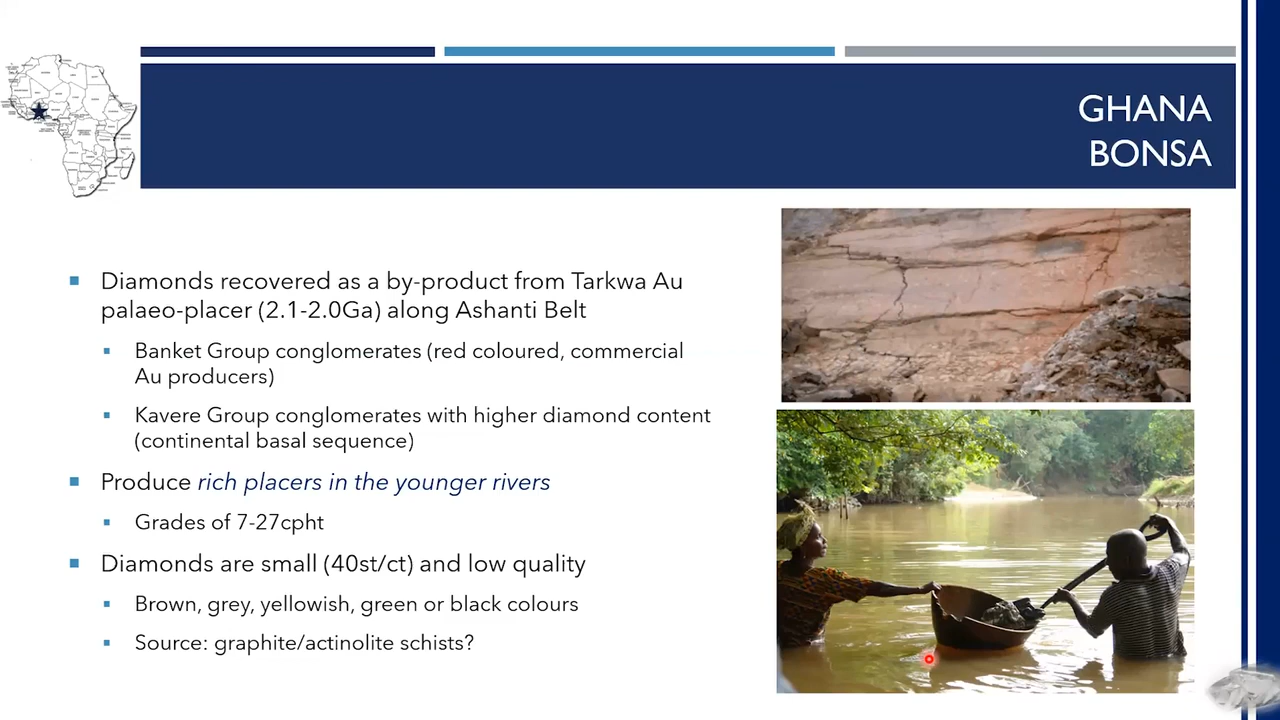 GHANA
BONSA
Diamonds recovered as a by-product from Tarkwa Au
palaeo-placer (2.1-2.0Ga) along Ashanti Belt
Banket Group conglomerates (red coloured, commercial
Au producers)
Kavere Group conglomerates with higher diamond content
(continental basal sequence)
Produce rich placers in the younger rivers
Grades of 7-27cpht
Diamonds are small (40st/ct) and low quality
Brown, grey, yellowish, green or black colours
Source: graphite/actinolite schists?